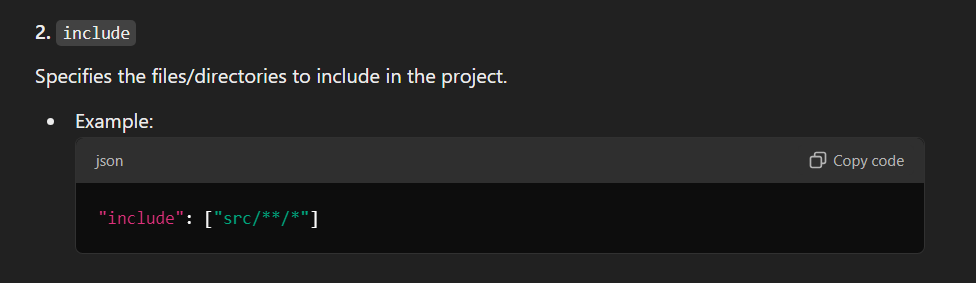 2. include
Specifies the files/directories to include in the project.
• Example:
json
Copy code
"include": ["src/**/*"]